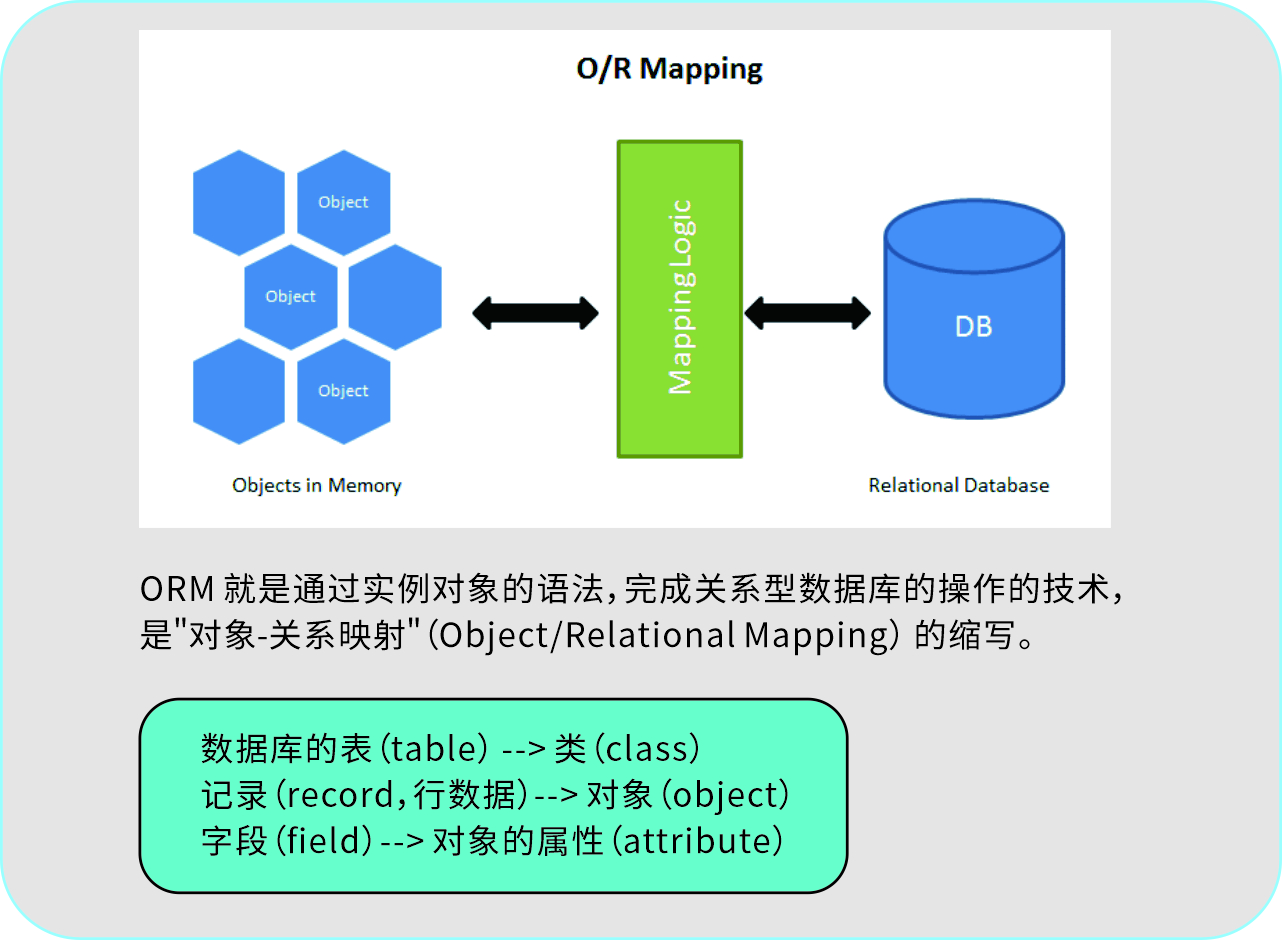 O/R Mapping
Object
Object
Object
Mapping Logic
DB
Objects in Memory
Relational Database
ORM 就是通过实例对象的语法，完成关系型数据库的操作的技术，
是"对象-关系映射"（Object/Relational Mapping）的缩写。
数据库的表（table） --> 类（class）
记录（record，行数据）--> 对象（object）
字段（field）--> 对象的属性（attribute）